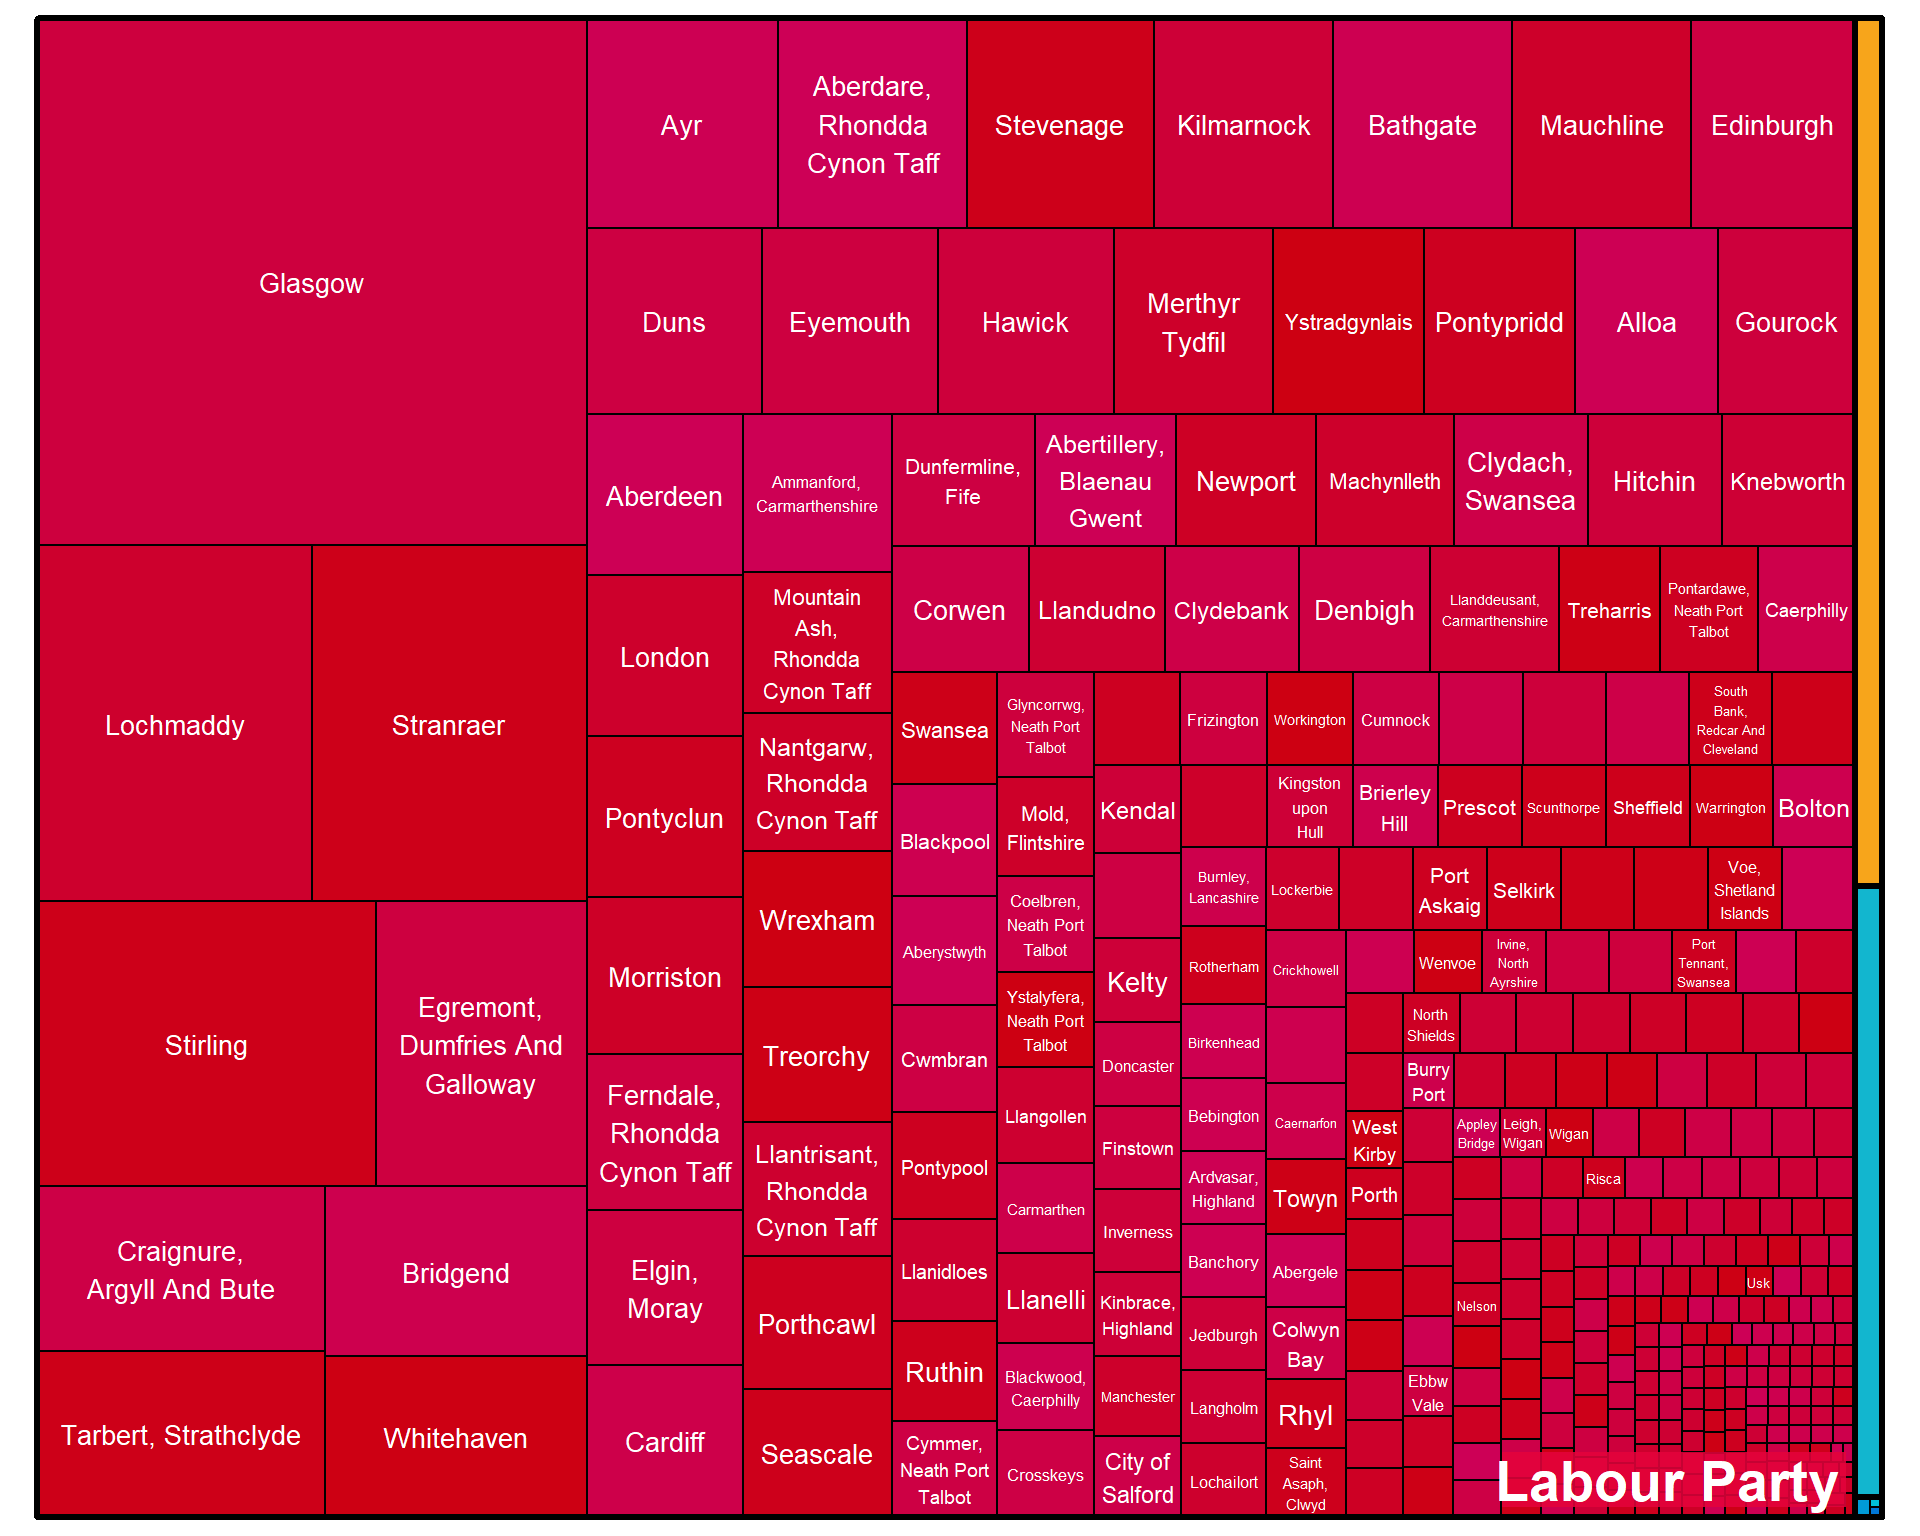 Glasgow
Ayr
Aberdare,
Rhondda
Cynon Taff
Stevenage
Kilmarnock
Bathgate
Mauchline
Edinburgh
Duns
Eyemouth
Hawick
Merthyr
Tydfil
Ystradgynlais
Pontypridd
Alloa
Gourock
Aberdeen
Ammanford,
Carmarthenshire
Dunfermline,
Fife
Abertillery,
Blaenau
Gwent
Newport
Machynlleth
Clydach,
Swansea
Hitchin
Knebworth
Corwen
Llandudno
Clydebank
Denbigh
Llanddeusant,
Carmarthenshire
Treharris
Pontardawe,
Neath Port
Talbot
Caerphilly
Lochmaddy
Stranraer
London
Mountain
Ash,
Rhondda
Cynon Taff
Pontyclun
Nantgarw,
Rhondda
Cynon Taff
Swansea
Glyncorrwg,
Neath Port
Talbot
Frizington
Workington
Cumnock
South
Bank,
Redcar And
Cleveland
Blackpool
Mold,
Flintshire
Kendal
Kingston
upon
Hull
Brierley
Hill
Prescot
Scunthorpe
Sheffield
Warrington
Bolton
Stirling
Egremont,
Dumfries And
Galloway
Morriston
Wrexham
Aberystwyth
Coelbren,
Neath Port
Talbot
Burnley,
Lancashire
Lockerbie
Port
Askaig
Selkirk
Voe,
Shetland
Islands
Treorchy
Cwmbran
Ystalyfera,
Neath Port
Talbot
Kelty
Rotherham
Crickhowell
Wenvoe
Irvine,
North
Ayrshire
Port
Tennant,
Swansea
Ferndale,
Rhondda
Cynon Taff
Llantrisant,
Rhondda
Cynon Taff
Pontypool
Llangollen
Doncaster
Birkenhead
North
Shields
Burry
Port
Finstown
Bebington
Caernarfon
West
Kirby
Appley
Bridge
Leigh,
Wigan
Wigan
Craignure,
Argyll And Bute
Bridgend
Elgin,
Moray
Porthcawl
Llanidloes
Carmarthen
Inverness
Ardvasar,
Highland
Towyn
Porth
Risca
Banchory
Abergele
Usk
Llanelli
Kinbrace,
Highland
Jedburgh
Colwyn
Bay
Nelson
Tarbert, Strathclyde
Whitehaven
Cardiff
Seascale
Ruthin
Blackwood,
Caerphilly
Manchester
Langholm
Rhyl
Ebbw
Vale
Cymmer,
Neath Port
Talbot
Crosskeys
City of
Salford
Lochailort
Saint
Asaph,
Clwyd
Labour Party